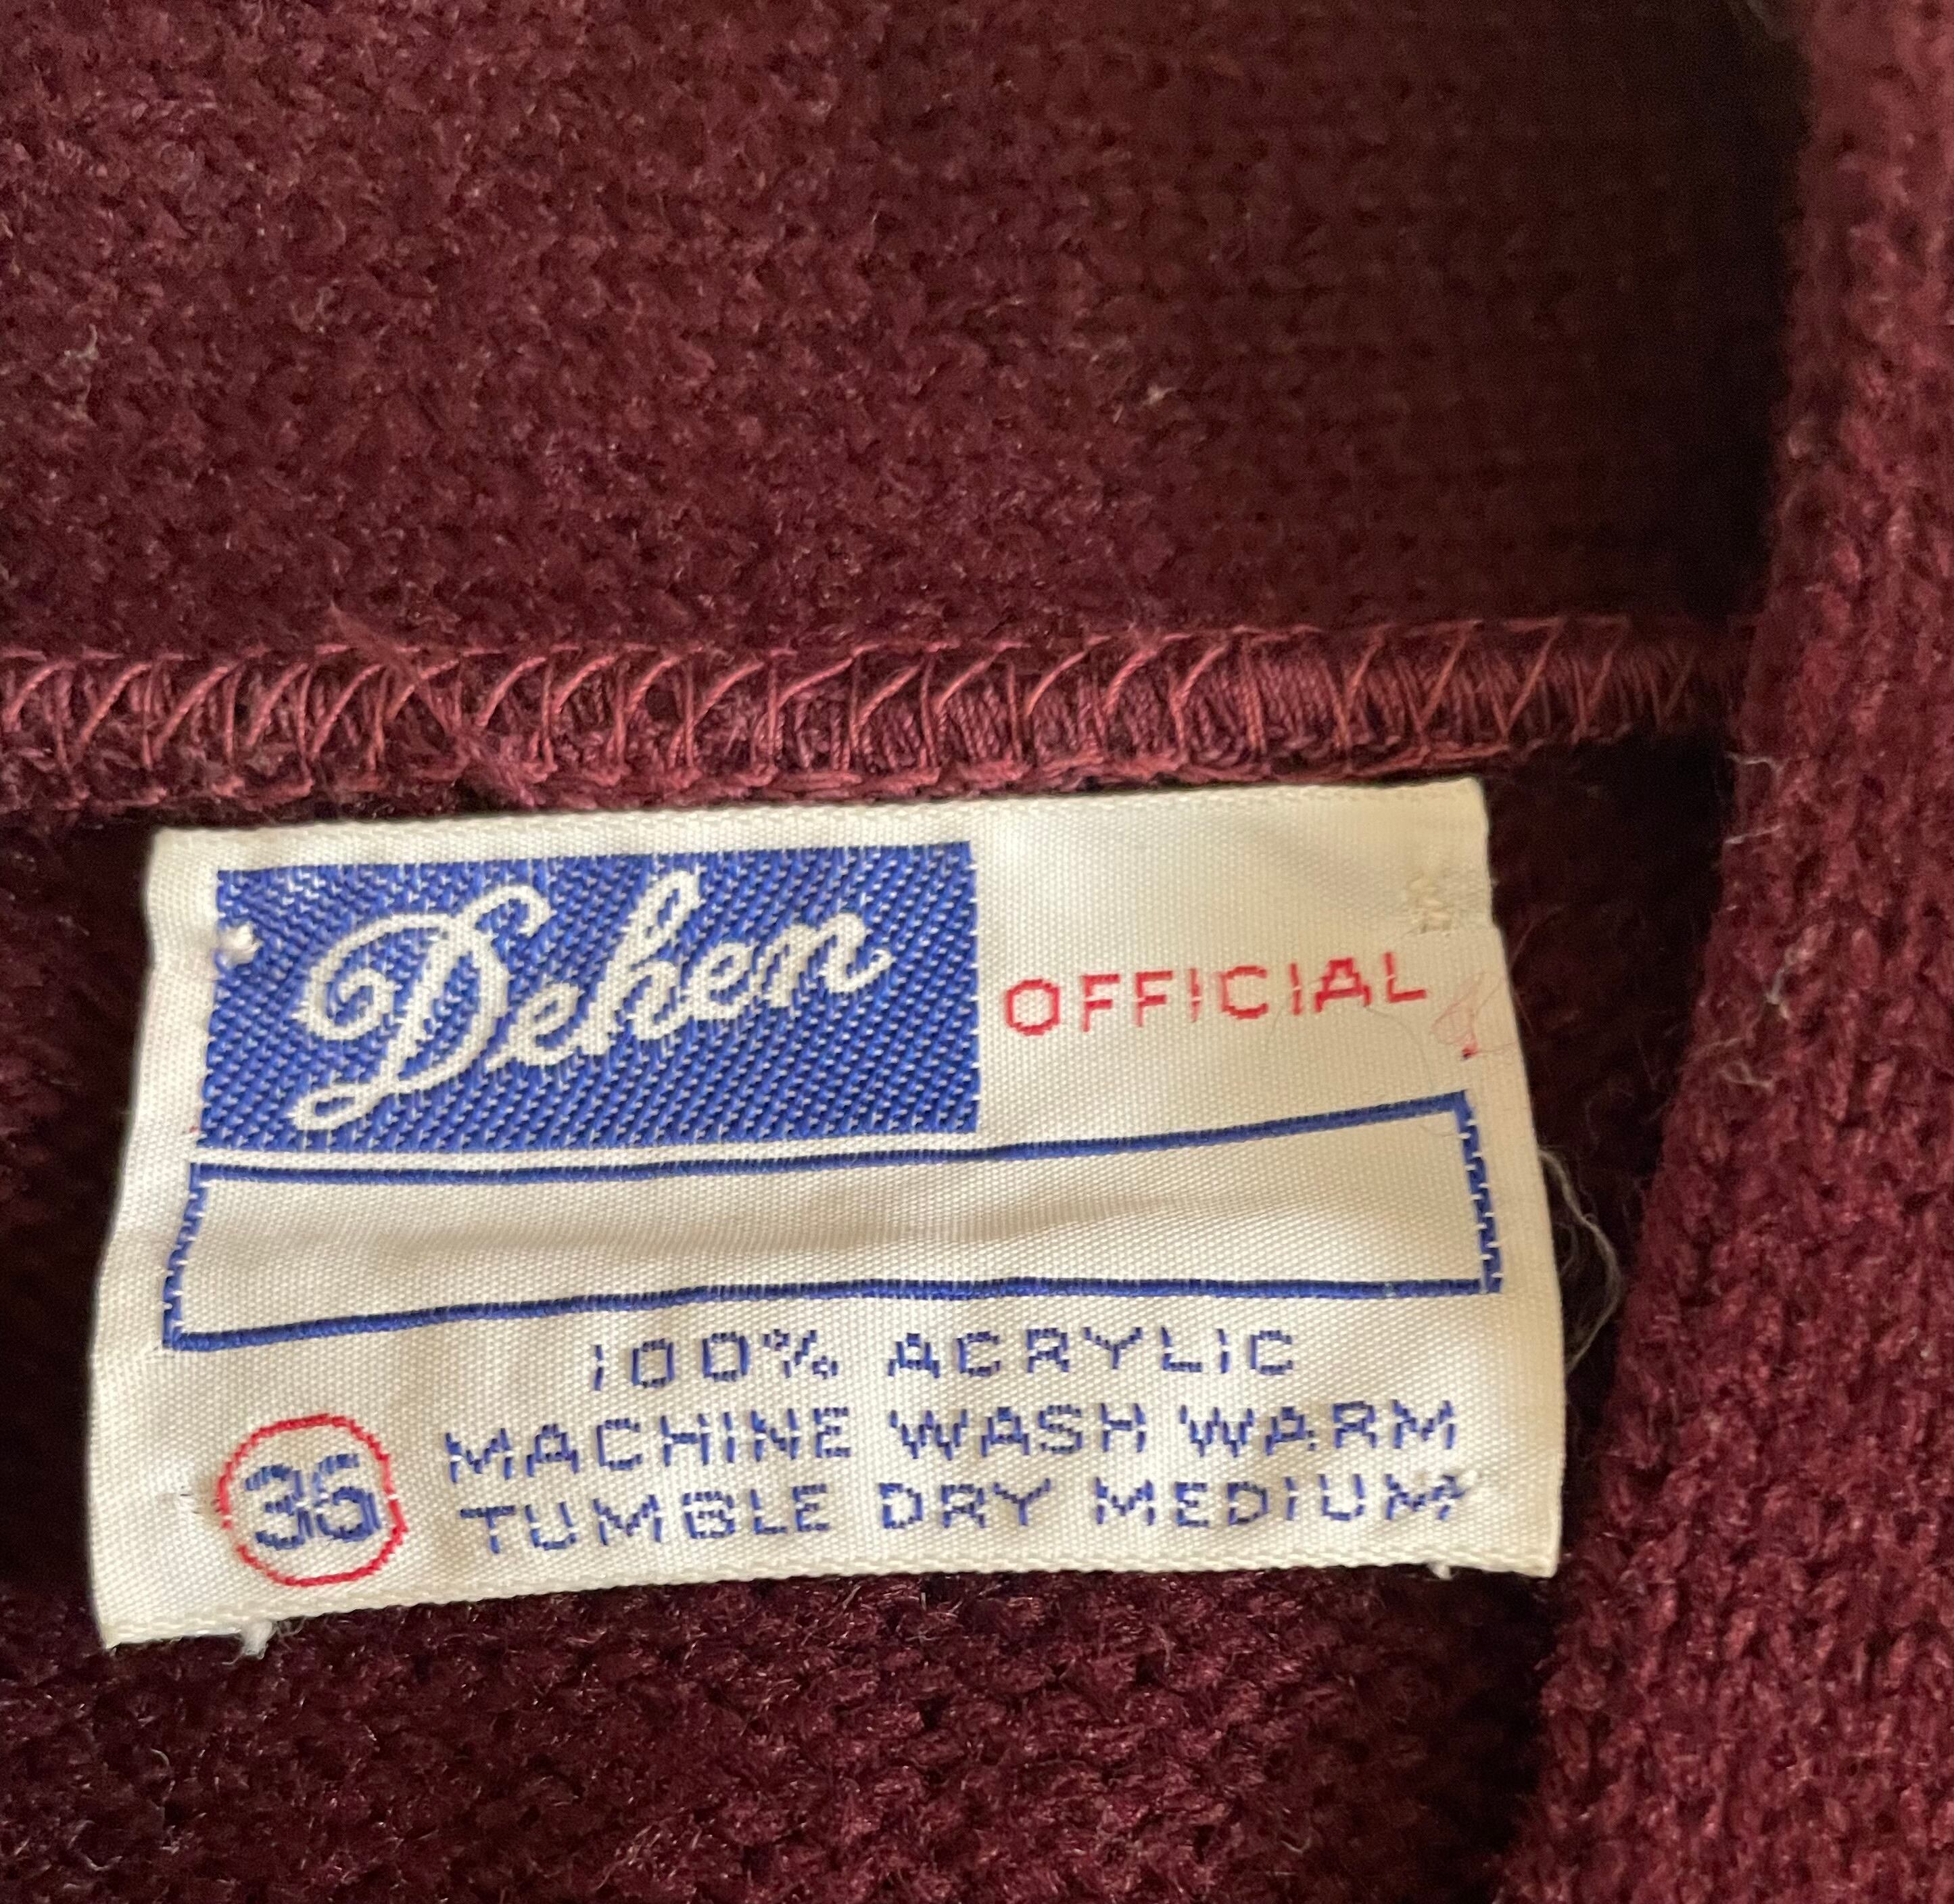 Dehen OFFICIAL
100% ACRYLIC
36 MACHINE WASH WARM
TUMBLE DRY MEDIUM